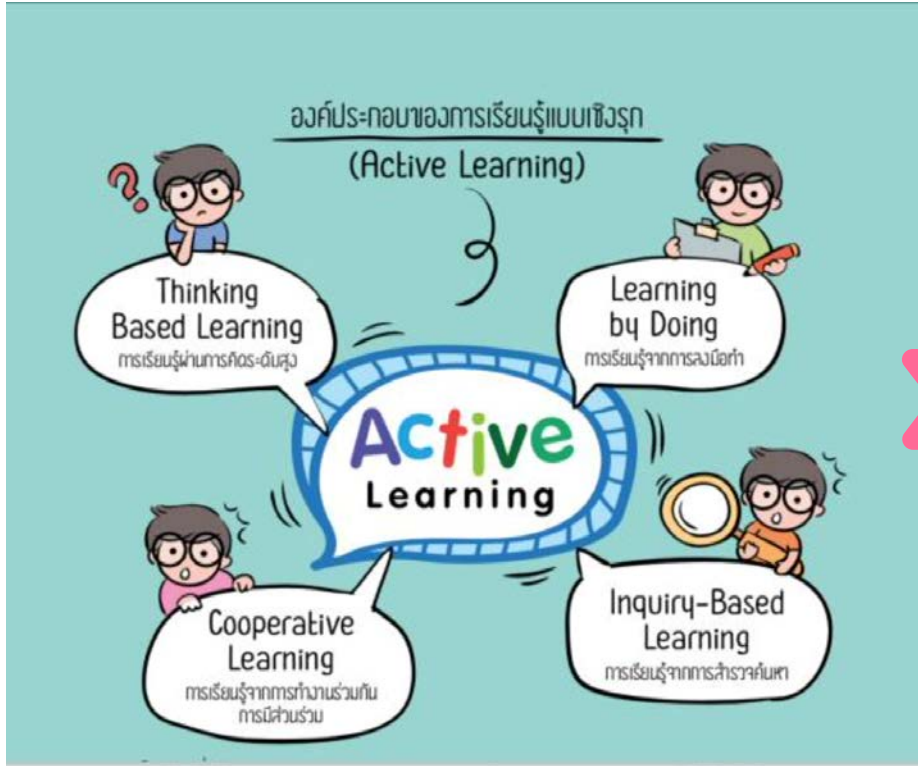 องค์ประกอบของการเรียนรู้แบบเชิงรุก
(Active Learning)
Thinking
Based Learning
การเรียนรู้ผ่านการคิดระดับสูง
Learning
by Doing
การเรียนรู้จากการลงมือทำ
Active
Learning
Cooperative
Learning
การเรียนรู้จากการทำงานร่วมกัน
การมีส่วนร่วม
Inquiry-Based
Learning
การเรียนรู้จากการสำรวจค้นหา